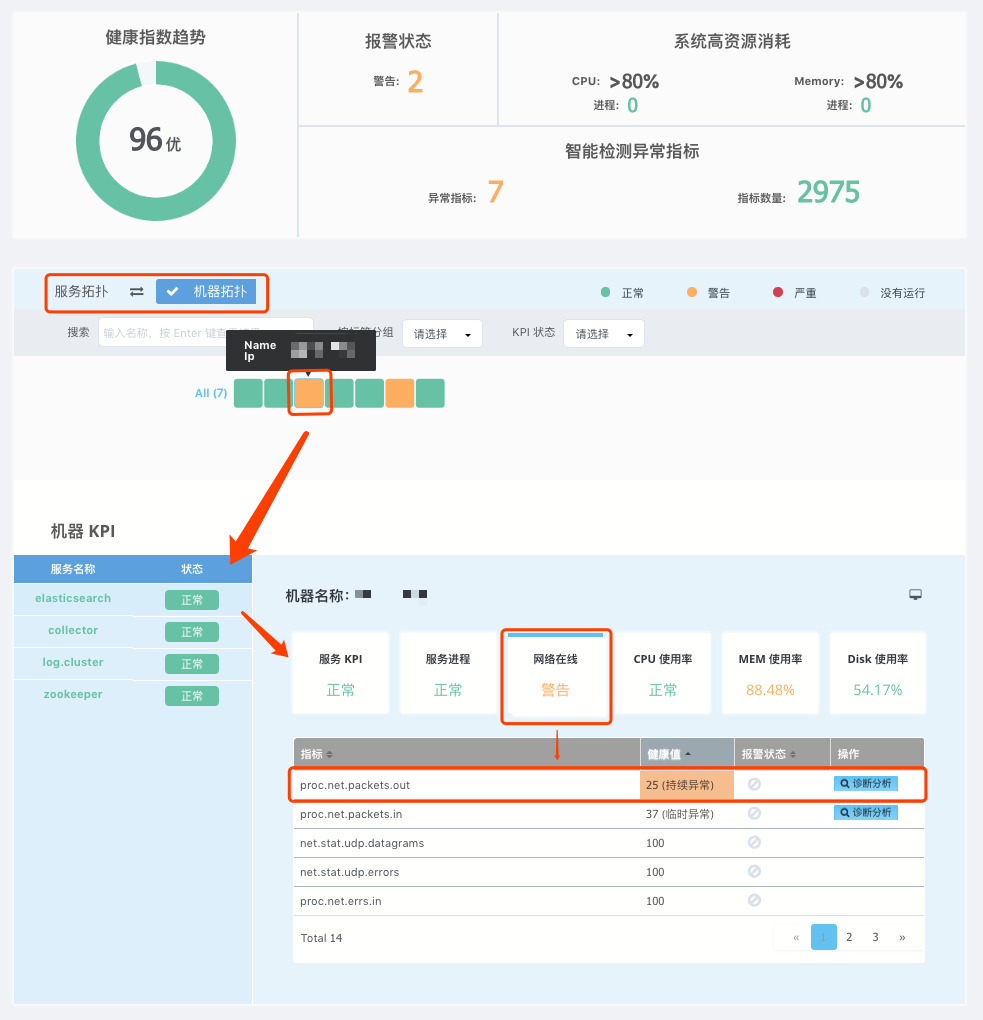 健康指数趋势
96优
报警状态
警告: 2
系统高资源消耗
CPU: >80%
进程: 0
Memory: >80%
进程: 0
智能检测异常指标
异常指标: 7
指标数量: 2975
服务拓扑 机器拓扑
正常 警告 严重 没有运行
搜索 输入名称，按 Enter 键 请选择 KPI 状态 请选择
Name
Ip
All (7)
机器 KPI
服务名称 状态
elasticsearch 正常
collector 正常
log.cluster 正常
zookeeper 正常
机器名称:
服务 KPI
正常
服务进程
正常
网络在线
警告
CPU 使用率
正常
MEM 使用率
88.48%
Disk 使用率
54.17%
指标 健康值 报警状态 操作
proc.net.packets.out 25 (持续异常) 诊断分析
proc.net.packets.in 37 (临时异常) 诊断分析
net.stat.udp.datagrams 100
net.stat.udp.errors 100
proc.net.errs.in 100
Total 14
« 1 2 3 »